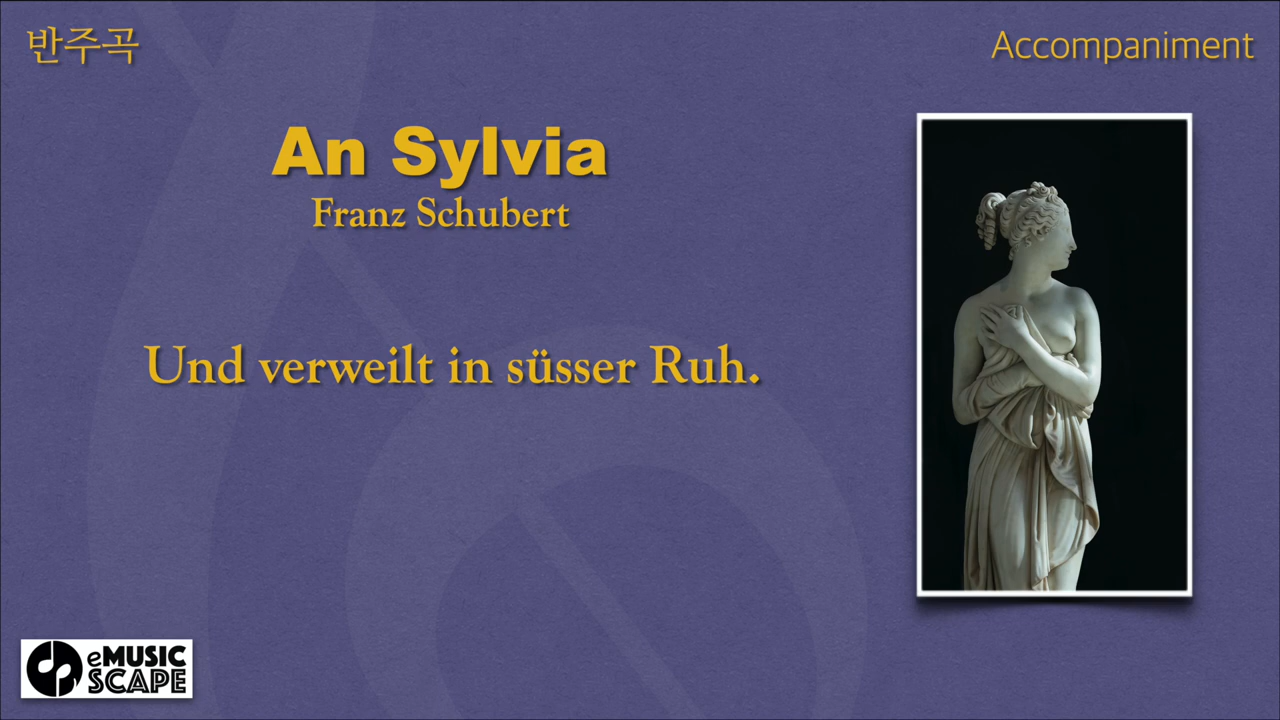 반주곡
Accompaniment
An Sylvia
Franz Schubert
Und verweilt in süsser Ruh.
eMUSIC
SCAPE